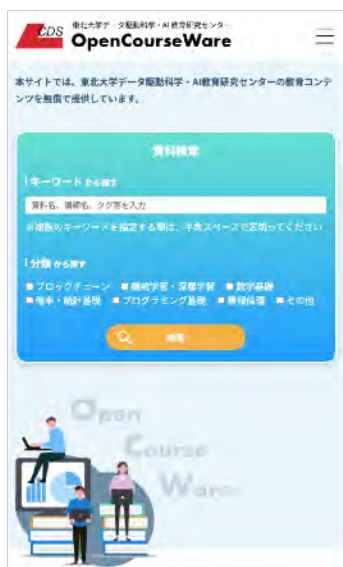 CDS
東北大学データ駆動科学・AI教育研究センター
OpenCourseWare
本サイトでは、東北大学データ駆動科学・AI教育研究センターの教育コンテ
ンツを無償で提供しています。
資料検索
キーワード から探す
資料名、講師名、タグ等を入力
※複数のキーワードを指定する際は、半角スペースで区切ってください
分類 から探す
ブロックチェーン 機械学習・深層学習 数学基礎
確率・統計基礎 プログラミング基礎 情報倫理 その他
検索
Open
Course
Ware